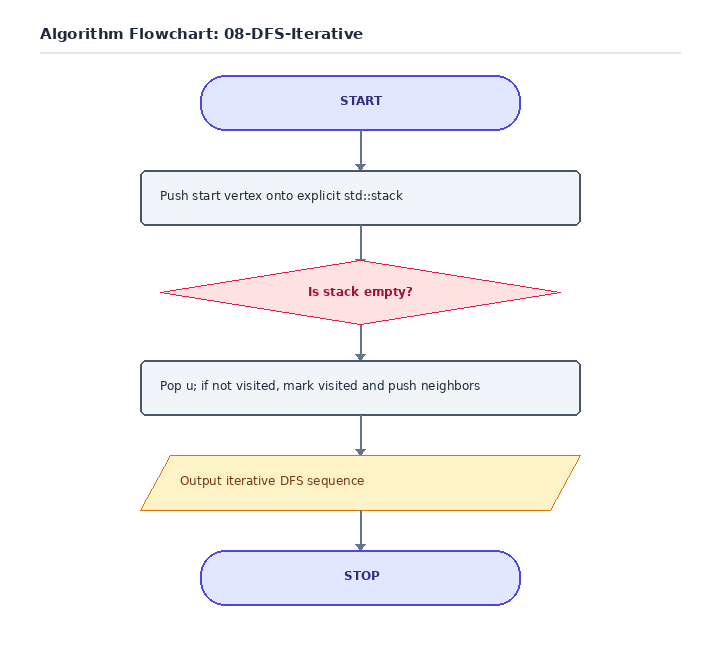 Algorithm Flowchart: 08-DFS-Iterative
START
Push start vertex onto explicit std::stack
Is stack empty?
Pop u; if not visited, mark visited and push neighbors
Output iterative DFS sequence
STOP